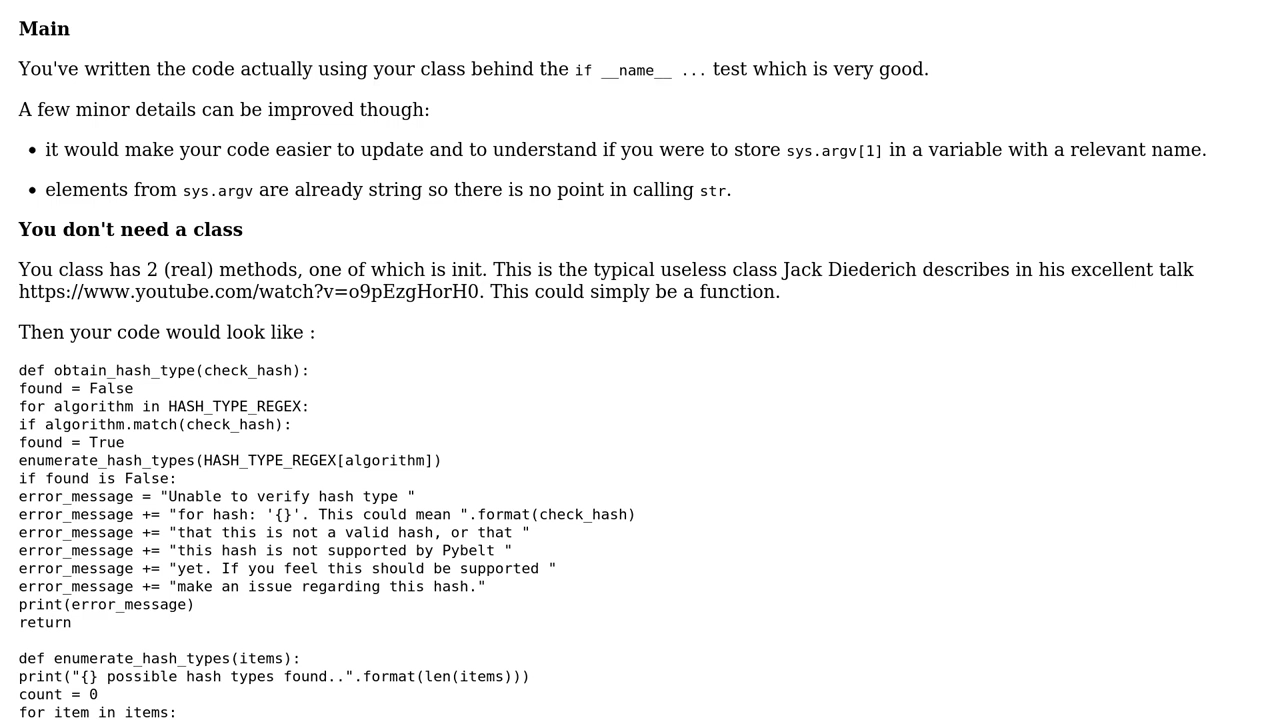 Main
You've written the code actually using your class behind the if __name__ ... test which is very good.
A few minor details can be improved though:
• it would make your code easier to update and to understand if you were to store sys.argv[1] in a variable with a relevant name.
• elements from sys.argv are already string so there is no point in calling str.
You don't need a class
You class has 2 (real) methods, one of which is init. This is the typical useless class Jack Diederich describes in his excellent talk
https://www.youtube.com/watch?v=o9pEzgHorH0. This could simply be a function.
Then your code would look like :
def obtain_hash_type(check_hash):
found = False
for algorithm in HASH_TYPE_REGEX:
if algorithm.match(check_hash):
found = True
enumerate_hash_types(HASH_TYPE_REGEX[algorithm])
if found is False:
error_message = "Unable to verify hash type "
error_message += "for hash: '{}'. This could mean ".format(check_hash)
error_message += "that this is not a valid hash, or that "
error_message += "this hash is not supported by Pybelt "
error_message += "yet. If you feel this should be supported "
error_message += "make an issue regarding this hash."
print(error_message)
return
def enumerate_hash_types(items):
print("{} possible hash types found..".format(len(items)))
count = 0
for item in items: